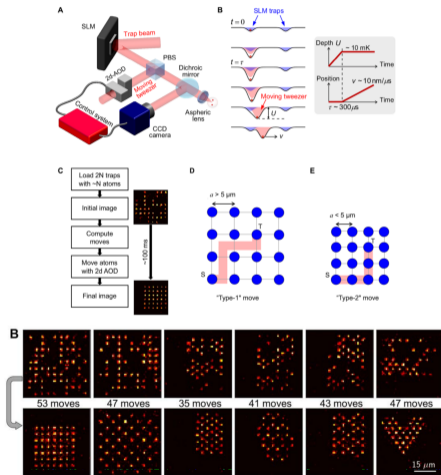 A
SLM
Trap beam
PBS
Dichroic
mirror
2d-AOD
Moving
tweezer
Aspheric
lens
Control system
CCD
camera
B
SLM traps
t = 0
t = τ
Moving tweezer
U
v
Depth U
~ 10 mK
Time
Position
v ~ 10 nm/µs
Time
τ ~ 300 µs
C
Load 2N traps
with ~N atoms
Initial image
Compute
moves
Move atoms
with 2d AOD
Final image
~100 ms
D
a > 5 µm
T
S
"Type-1" move
E
a < 5 µm
T
S
"Type-2" move
B
53 moves
47 moves
35 moves
41 moves
43 moves
47 moves
15 µm